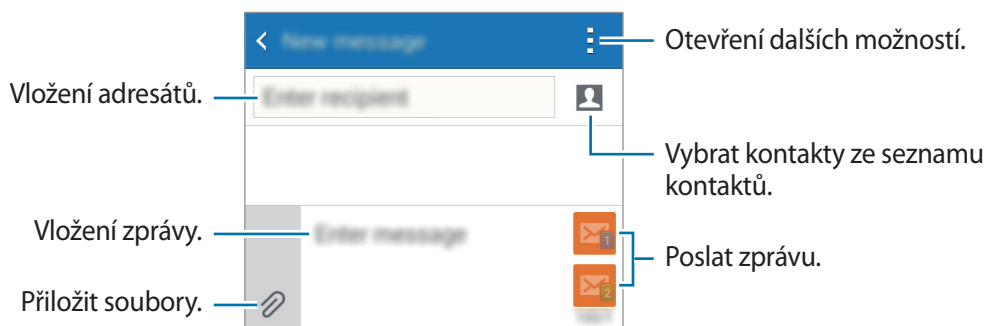 New message
Otevření dalších možností.
Vložení adresátů.
Enter recipient
Vybrat kontakty ze seznamu
kontaktů.
Vložení zprávy.
Enter message
1
Poslat zprávu.
2
Přiložit soubory.